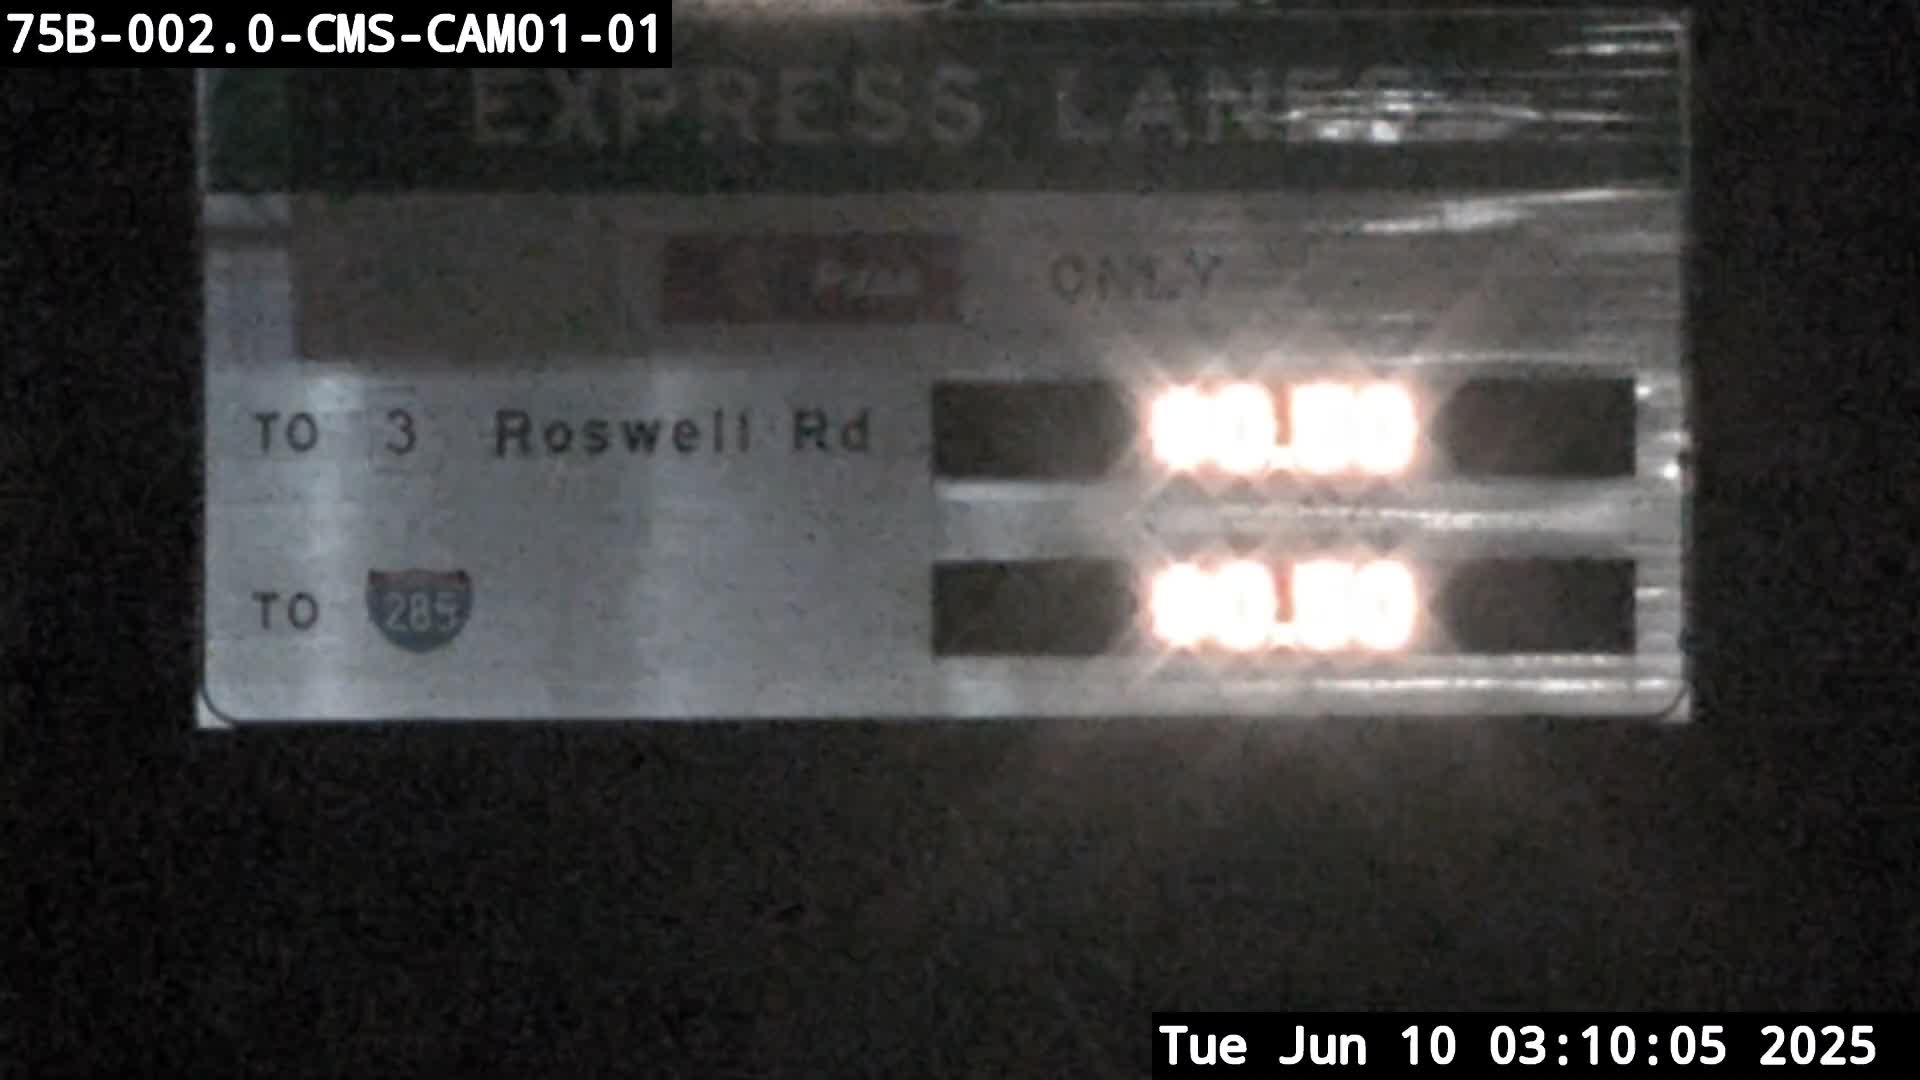 75B-002.0-CMS-CAM01-01
EXPRESS LANES
ONLY
TO 3 Roswell Rd
TO 285
Tue Jun 10 03:10:05 2025